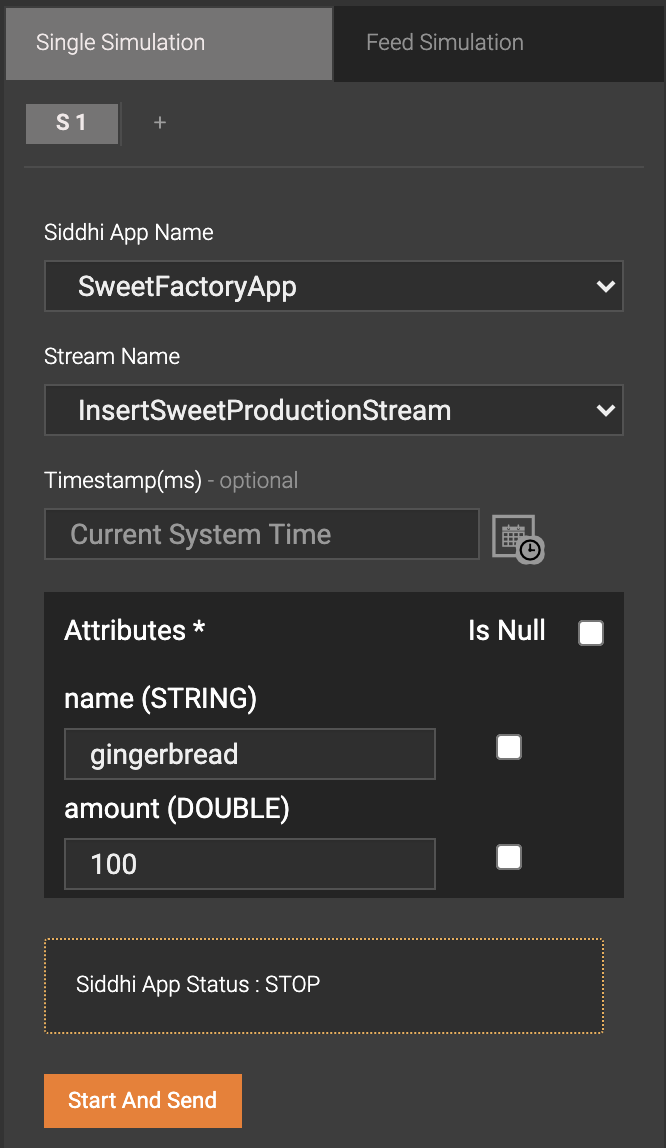 Single Simulation Feed Simulation
S 1 +
Siddhi App Name
SweetFactoryApp
Stream Name
InsertSweetProductionStream
Timestamp(ms) - optional
Current System Time
Attributes * Is Null
name (STRING)
gingerbread
amount (DOUBLE)
100
Siddhi App Status : STOP
Start And Send